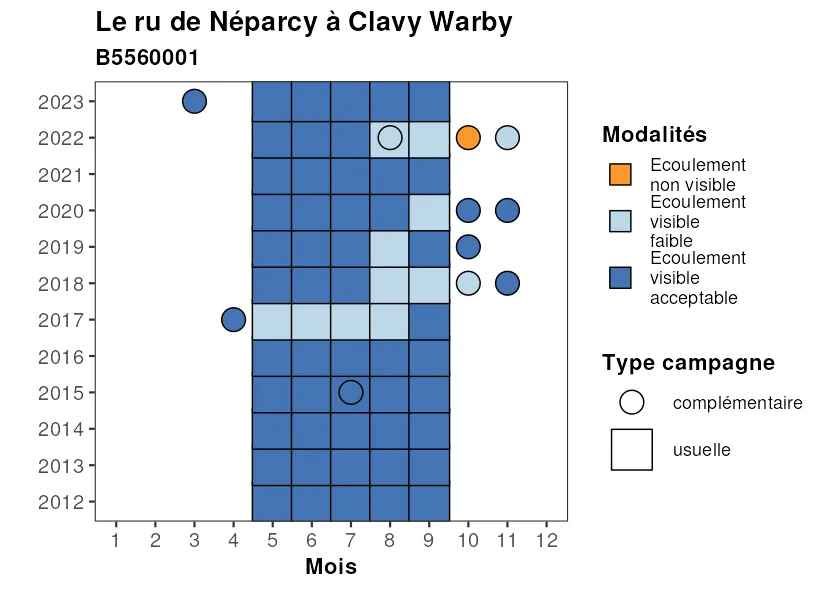 Le ru de Néparcy à Clavy Warby
B5560001
2023
2022
2021
2020
2019
2018
2017
2016
2015
2014
2013
2012
1 2 3 4 5 6 7 8 9 10 11 12
Mois
Modalités
Ecoulement
non visible
Ecoulement
visible
faible
Ecoulement
visible
acceptable
Type campagne
complémentaire
usuelle